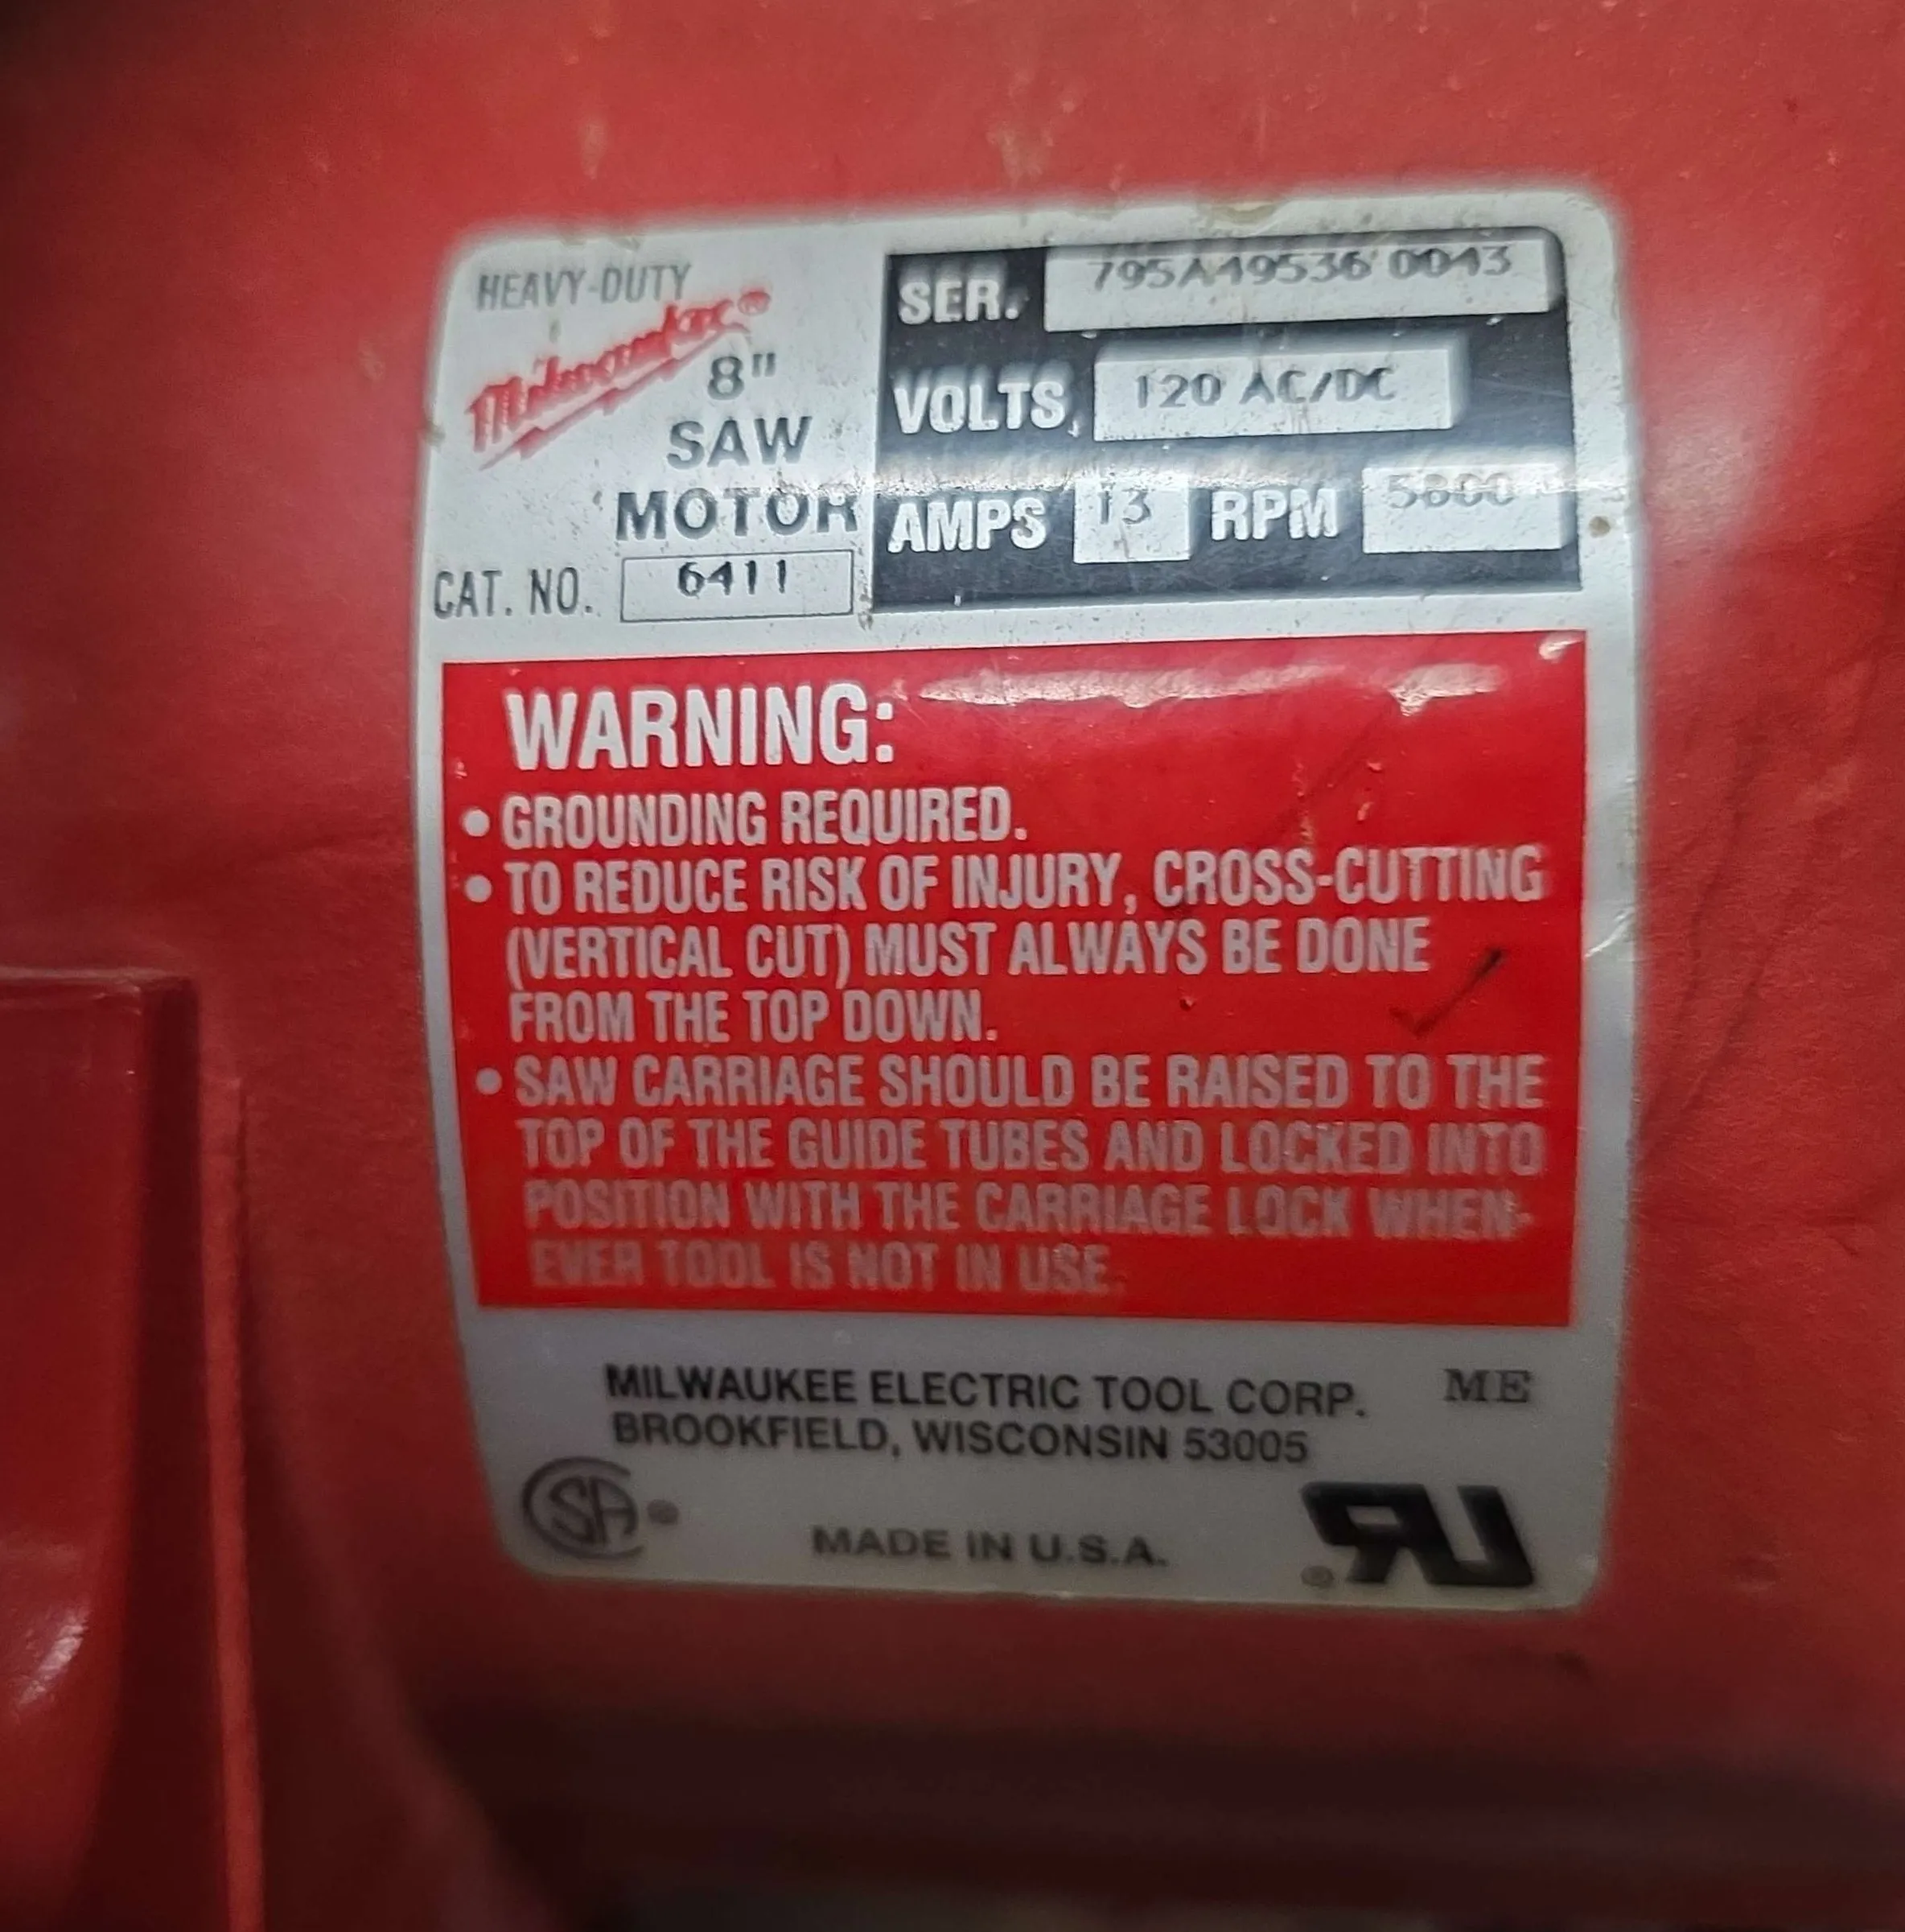 HEAVY-DUTY
Milwaukee®
8"
SAW
MOTOR
CAT. NO. 6411
SER. 795A49536 0043
VOLTS 120 AC/DC
AMPS 13 RPM 5800
WARNING:
• GROUNDING REQUIRED.
• TO REDUCE RISK OF INJURY, CROSS-CUTTING
(VERTICAL CUT) MUST ALWAYS BE DONE
FROM THE TOP DOWN.
• SAW CARRIAGE SHOULD BE RAISED TO THE
TOP OF THE GUIDE TUBES AND LOCKED INTO
POSITION WITH THE CARRIAGE LOCK WHEN-
EVER TOOL IS NOT IN USE.
MILWAUKEE ELECTRIC TOOL CORP. ME
BROOKFIELD, WISCONSIN 53005
SA ®
MADE IN U.S.A.
RU ®